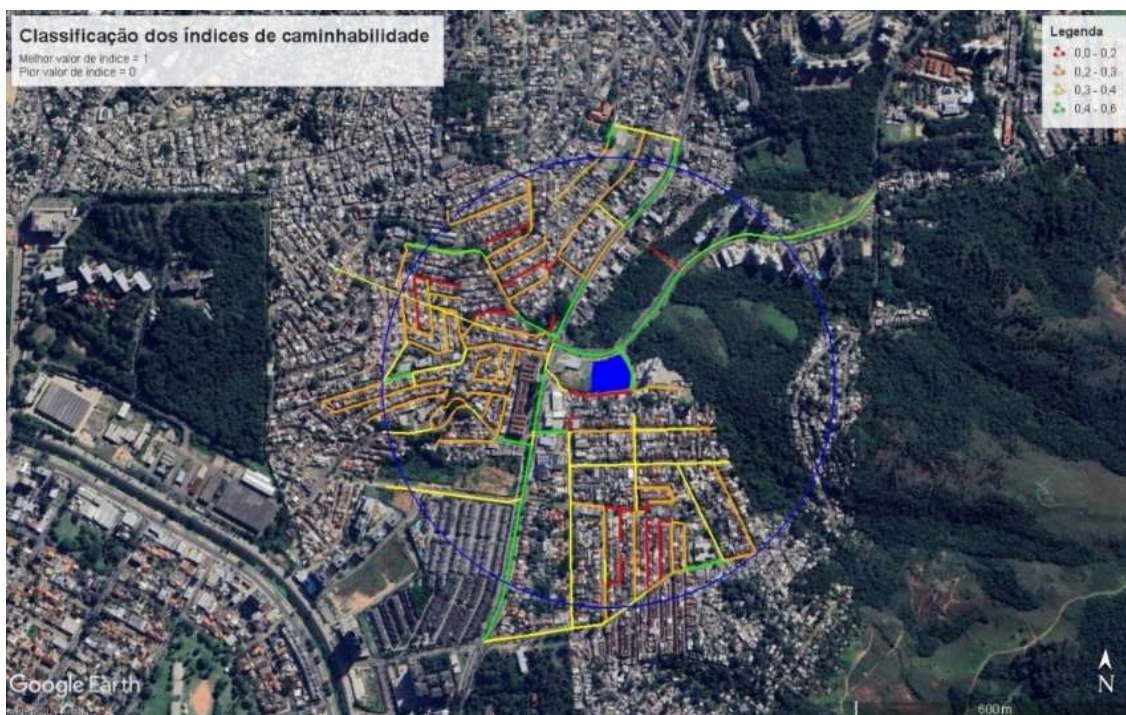 Classificação dos índices de caminhabilidade
Melhor valor de índice = 1
Pior valor de índice = 0
Legenda
0,0 - 0,2
0,2 - 0,3
0,3 - 0,4
0,4 - 0,6
Google Earth
N
600 m